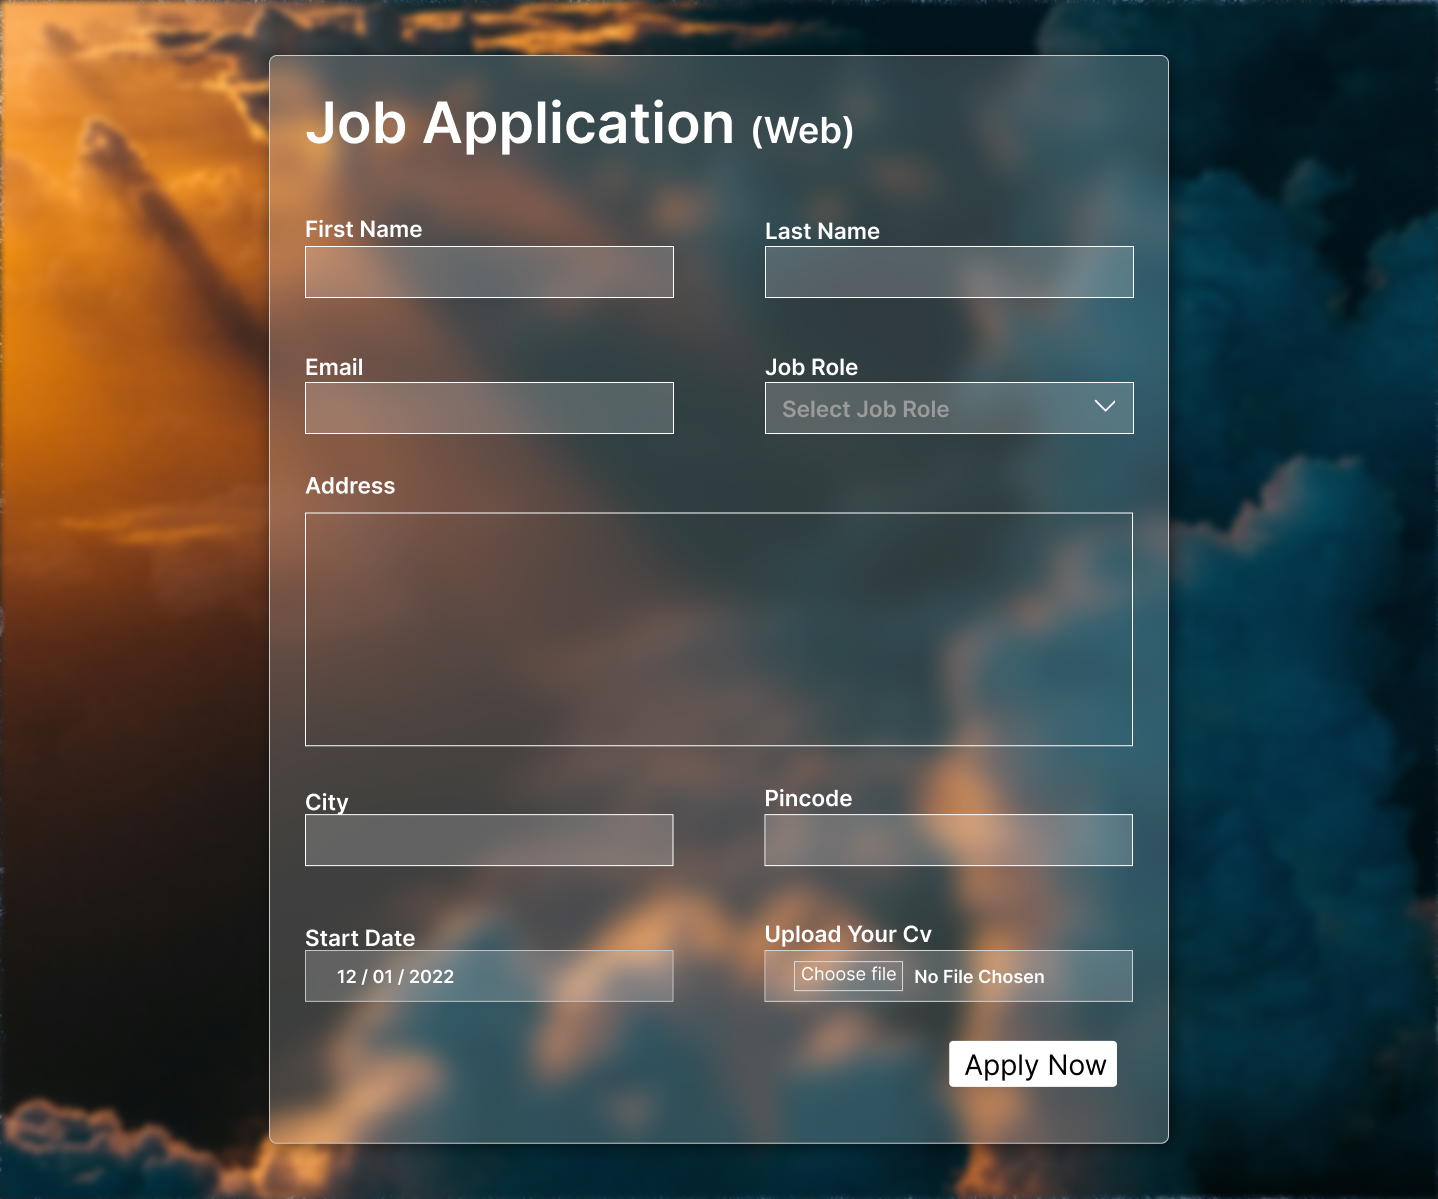 Job Application (Web)
First Name
Last Name
Email
Job Role
Select Job Role
Address
City
Pincode
Start Date
Upload Your Cv
12 / 01 / 2022
Choose file No File Chosen
Apply Now